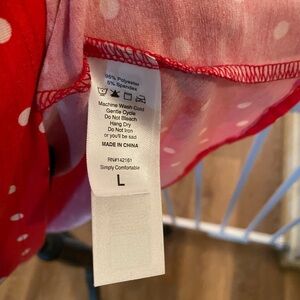 95% Polyester
5% Spandex
Machine Wash Cold
Gentle Cycle
Do Not Bleach
Hang Dry
Do Not Iron
or you'll be sad
MADE IN CHINA
RN#142161
Simply Comfortable
L